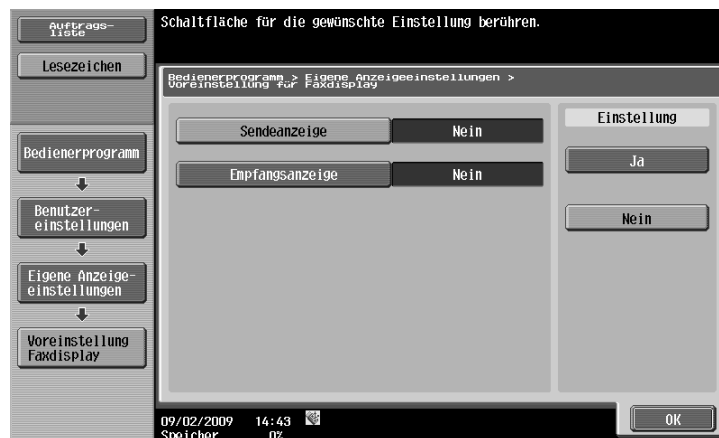 Schaltfläche für die gewünschte Einstellung berühren.
Auftrags-
liste
Lesezeichen
Bedienerprogramm > Eigene Anzeigeeinstellungen >
Voreinstellung für Faxdisplay
Sendeanzeige Nein
Empfangsanzeige Nein
Einstellung
Ja
Nein
Bedienerprogramm
Benutzer-
einstellungen
Eigene Anzeige-
einstellungen
Voreinstellung
Faxdisplay
09/02/2009 14:43
Speicher 0%
OK